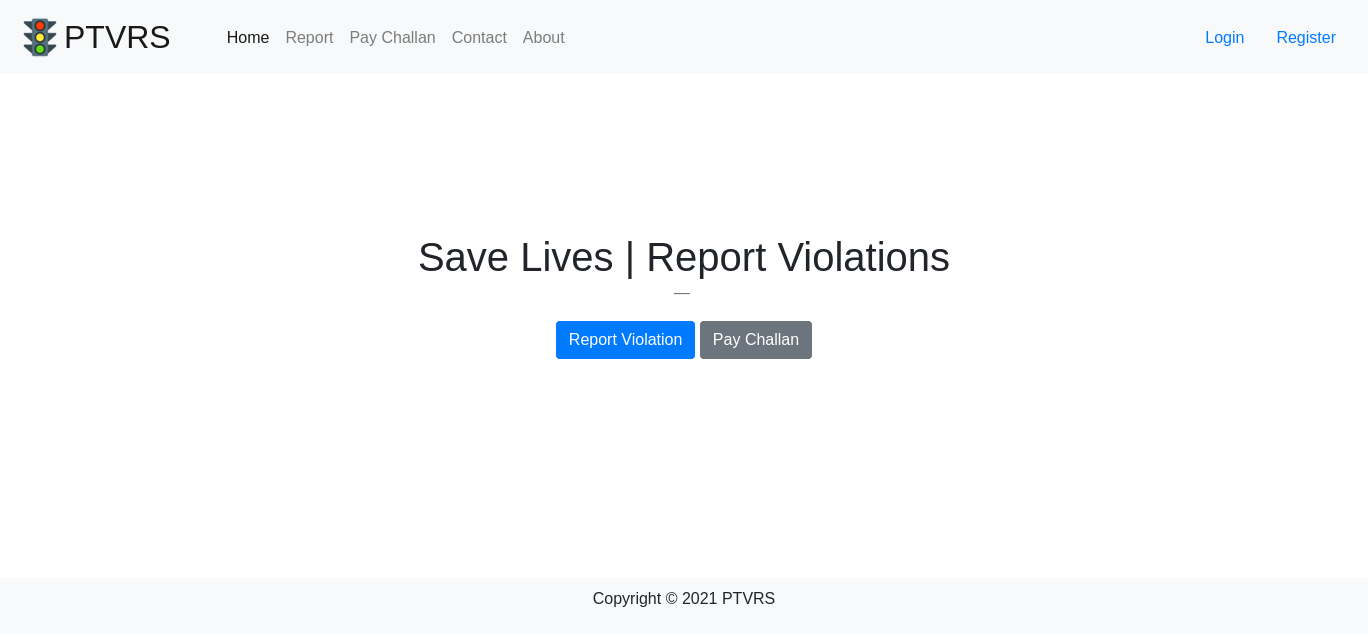 PTVRS
Home Report Pay Challan Contact About
Login Register
Save Lives | Report Violations
—
Report Violation Pay Challan
Copyright © 2021 PTVRS